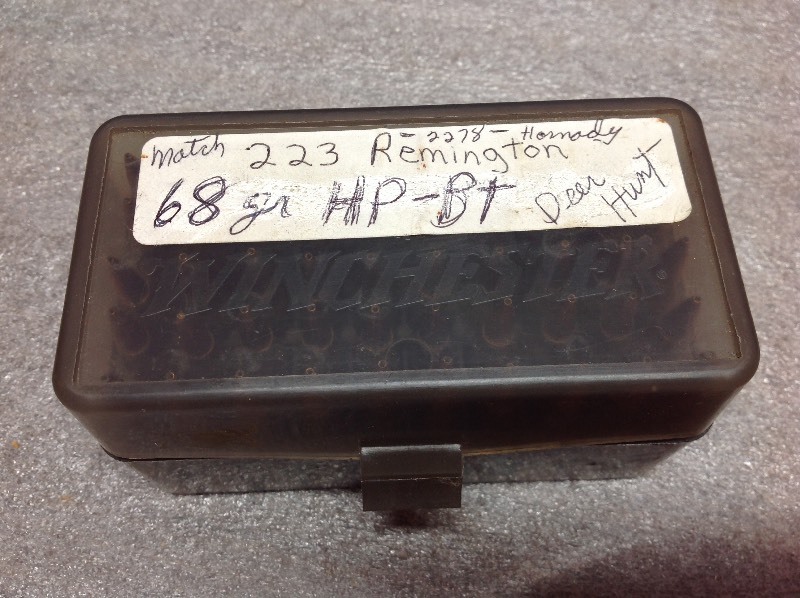 R - 2278 - Hornady
Match 223 Remington
68 gr HP-Bt Deer Hunt
WINCHESTER